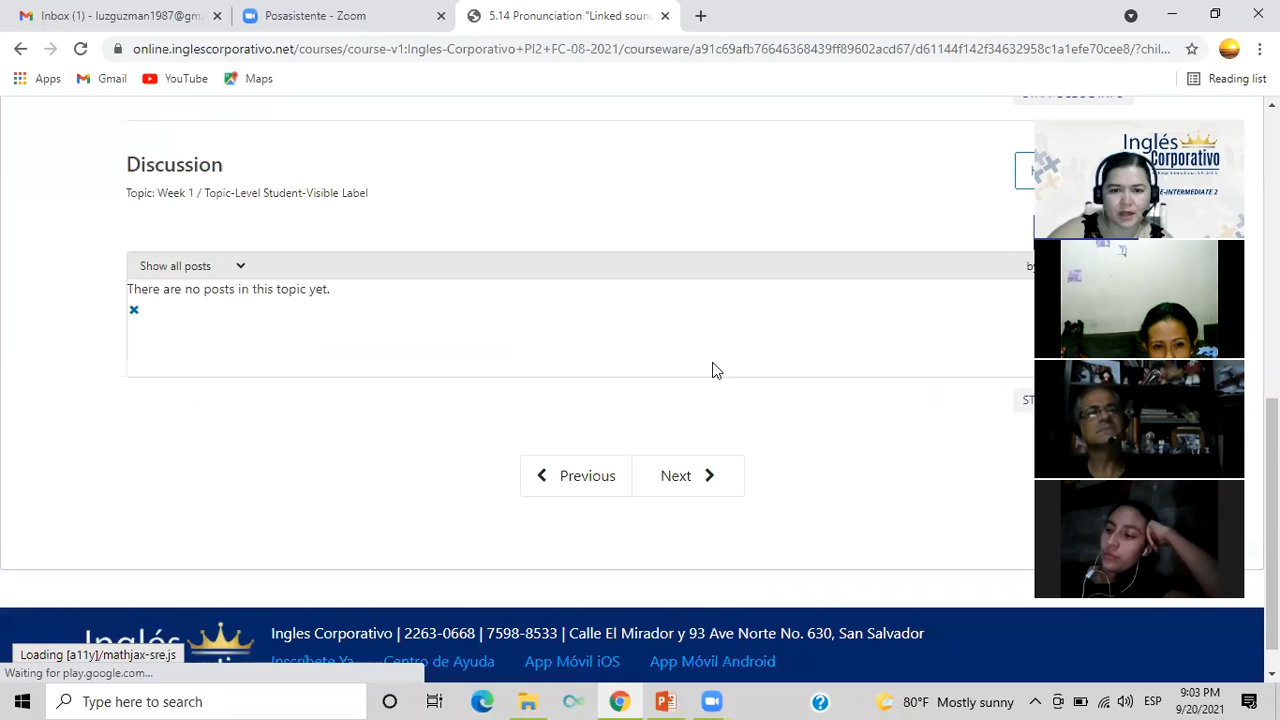 Inbox (1) - luzguzman1987@gm
Posasistente - Zoom
5.14 Pronunciation "Linked soun
online.inglescorporativo.net/courses/course-v1:Ingles-Corporativo+PI2+FC-08-2021/courseware/a91c69afb76646368439ff89602acd67/d61144f142f34632958c1a1efe70cee8/?chil...
Apps
Gmail
YouTube
Maps
Reading list
Discussion
Topic: Week 1 / Topic-Level Student-Visible Label
Inglés
Corporativo
E-INTERMEDIATE 2
Show all posts
by
There are no posts in this topic yet.
ST
Previous
Next
Inglés
Ingles Corporativo | 2263-0668 | 7598-8533 | Calle El Mirador y 93 Ave Norte No. 630, San Salvador
Loading [a11y]/mathjax-sre.js
Inscríbete Ya
Centro de Ayuda
App Móvil iOS
App Móvil Android
Waiting for play.google.com...
Type here to search
80°F Mostly sunny
ESP
9:03 PM
9/20/2021